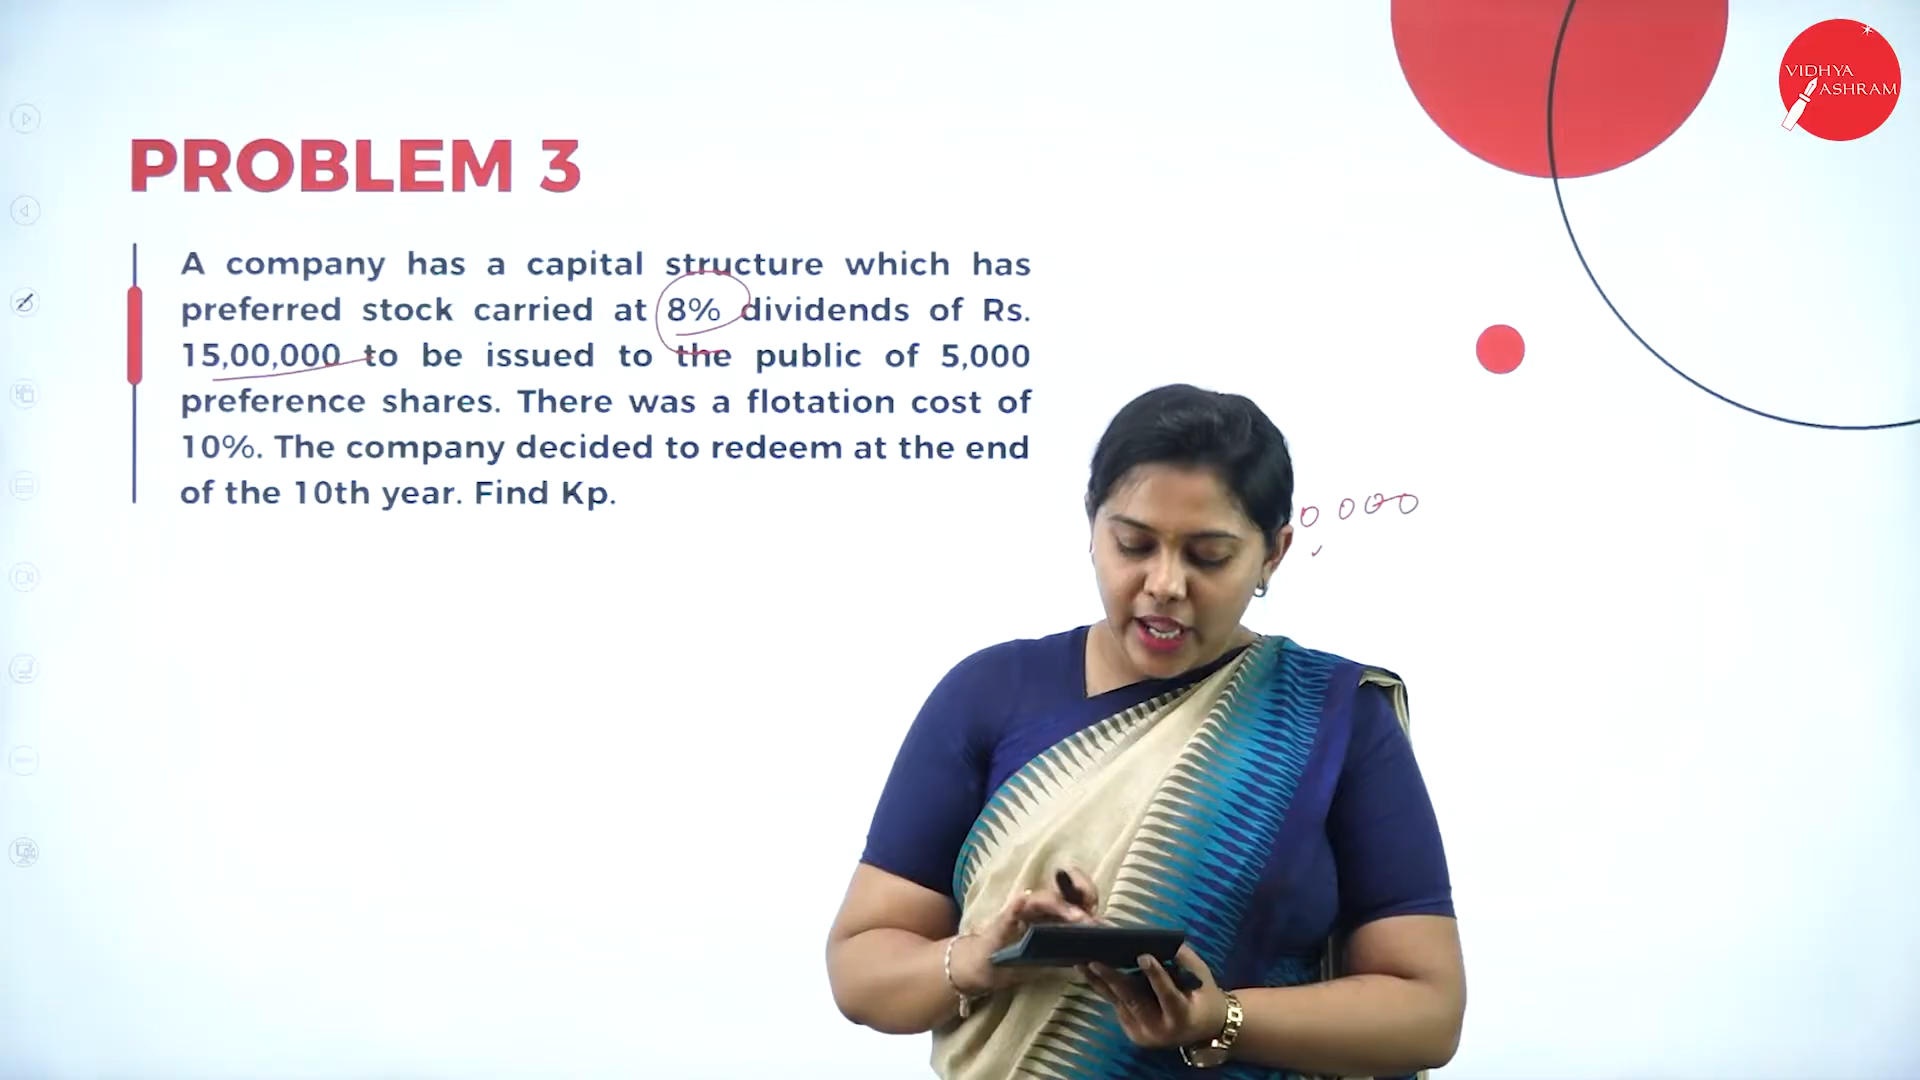 VIDHYA
ASHRAM
PROBLEM 3
A company has a capital structure which has
preferred stock carried at 8% dividends of Rs.
15,00,000 to be issued to the public of 5,000
preference shares. There was a flotation cost of
10%. The company decided to redeem at the end
of the 10th year. Find Kp.
0000